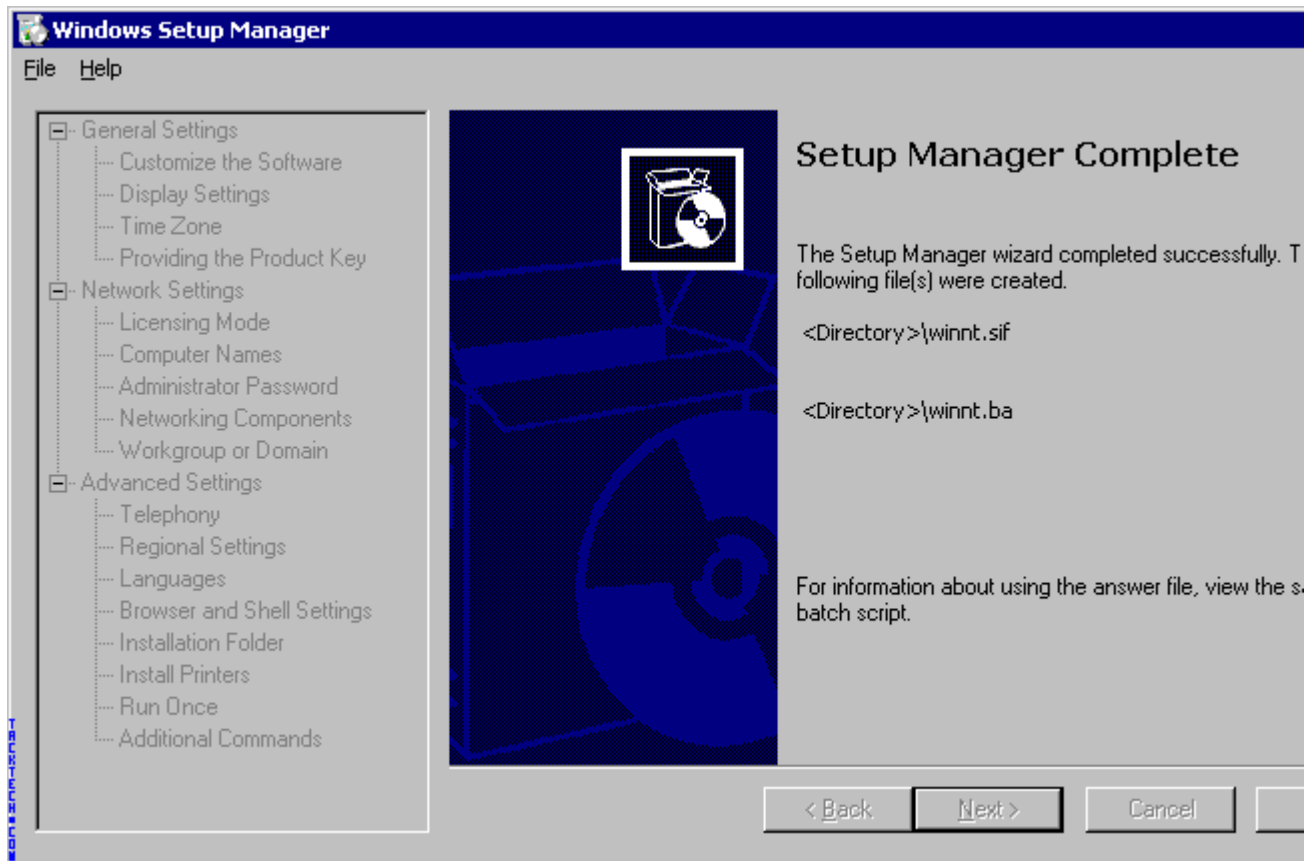 Windows Setup Manager
File Help
General Settings
Customize the Software
Display Settings
Time Zone
Providing the Product Key
Network Settings
Licensing Mode
Computer Names
Administrator Password
Networking Components
Workgroup or Domain
Advanced Settings
Telephony
Regional Settings
Languages
Browser and Shell Settings
Installation Folder
Install Printers
Run Once
Additional Commands
Setup Manager Complete
The Setup Manager wizard completed successfully. T
following file(s) were created.
<Directory>\winnt.sif
<Directory>\winnt.ba
For information about using the answer file, view the sa
batch script.
< Back Next > Cancel
TACKTECH.COM